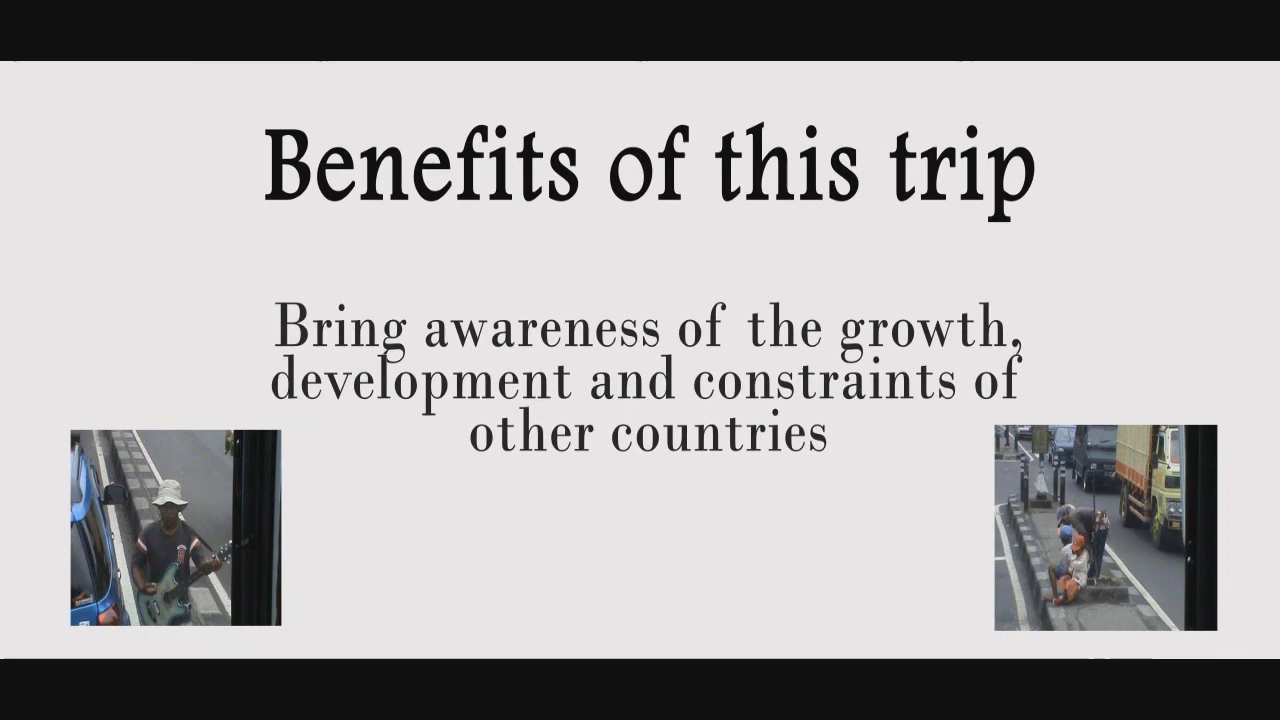 Benefits of this trip
Bring awareness of the growth,
development and constraints of
other countries